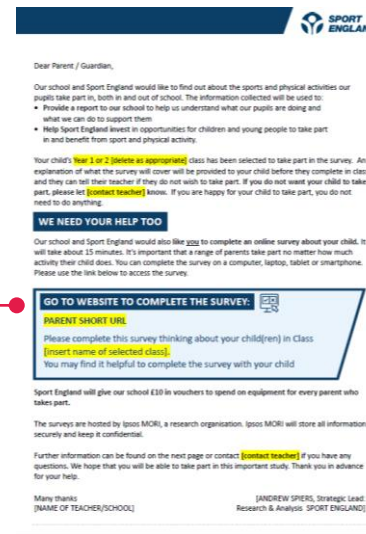 SPORT
ENGLAN
Dear Parent / Guardian,
Our school and Sport England would like to find out about the sports and physical activities our
pupils take part in, both in and out of school. The information collected will be used to:
• Provide a report to our school to help us understand what our pupils are doing and
what we can do to support them
• Help Sport England invest in opportunities for children and young people to take part
in and benefit from sport and physical activity.
Your child's Year 1 or 2 [delete as appropriate] class has been selected to take part in the survey. An
explanation of what the survey will cover will be provided to your child before they complete in clas
and they can tell their teacher if they do not wish to take part. If you do not want your child to take
part, please let [contact teacher] know. If you are happy for your child to take part, you do not
need to do anything.
WE NEED YOUR HELP TOO
Our school and Sport England would also like you to complete an online survey about your child. It
will take about 15 minutes. It's important that a range of parents take part no matter how much
activity their child does. You can complete the survey on a computer, laptop, tablet or smartphone.
Please use the link below to access the survey.
GO TO WEBSITE TO COMPLETE THE SURVEY:
PARENT SHORT URL
Please complete this survey thinking about your child(ren) in Class
[insert name of selected class].
You may find it helpful to complete the survey with your child
Sport England will give our school £10 in vouchers to spend on equipment for every parent who
takes part.
The surveys are hosted by Ipsos MORI, a research organisation. Ipsos MORI will store all information
securely and keep it confidential.
Further information can be found on the next page or contact [contact teacher] if you have any
questions. We hope that you will be able to take part in this important study. Thank you in advance
for your help.
Many thanks
[NAME OF TEACHER/SCHOOL]
[ANDREW SPIERS, Strategic Lead:
Research & Analysis SPORT ENGLAND]